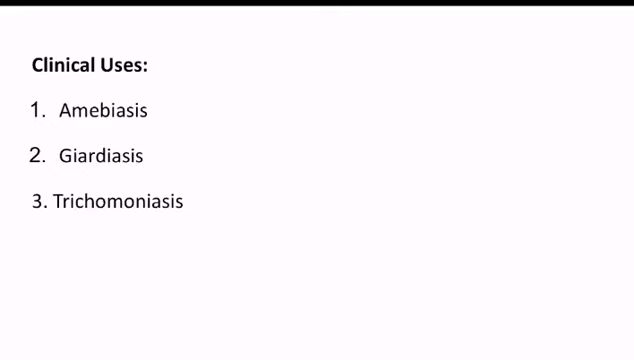 Clinical Uses:
1. Amebiasis
2. Giardiasis
3. Trichomoniasis